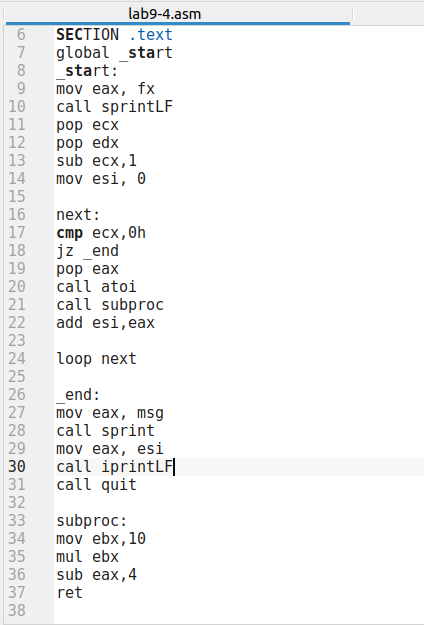 lab9-4.asm
6 SECTION .text
7 global _start
8 _start:
9 mov eax, fx
10 call sprintLF
11 pop ecx
12 pop edx
13 sub ecx,1
14 mov esi, 0
15
16 next:
17 cmp ecx,0h
18 jz _end
19 pop eax
20 call atoi
21 call subproc
22 add esi,eax
23
24 loop next
25
26 _end:
27 mov eax, msg
28 call sprint
29 mov eax, esi
30 call iprintLF
31 call quit
32
33 subproc:
34 mov ebx,10
35 mul ebx
36 sub eax,4
37 ret
38